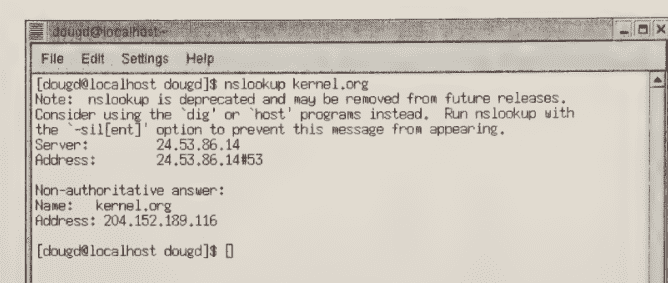 dougd@localhost:~
File Edit Settings Help
[dougd@localhost dougd]$ nslookup kernel.org
Note: nslookup is deprecated and may be removed from future releases.
Consider using the `dig' or `host' programs instead. Run nslookup with
the `-sil[ent]' option to prevent this message from appearing.
Server: 24.53.86.14
Address: 24.53.86.14#53
Non-authoritative answer:
Name: kernel.org
Address: 204.152.189.116
[dougd@localhost dougd]$